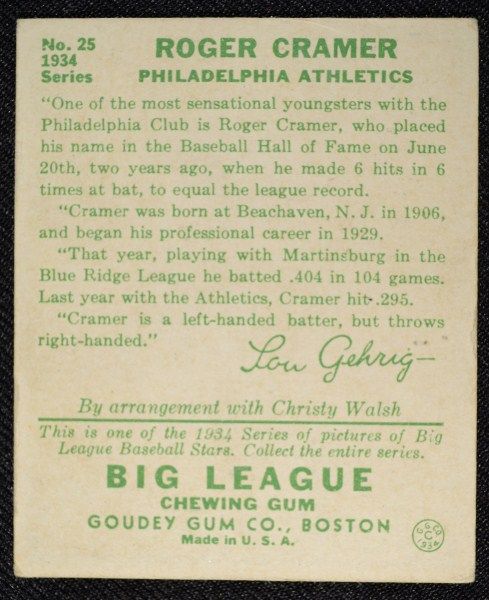 No. 25
1934
Series
ROGER CRAMER
PHILADELPHIA ATHLETICS
"One of the most sensational youngsters with the
Philadelphia Club is Roger Cramer, who placed
his name in the Baseball Hall of Fame on June
20th, two years ago, when he made 6 hits in 6
times at bat, to equal the league record.
"Cramer was born at Beachaven, N. J. in 1906,
and began his professional career in 1929.
"That year, playing with Martinsburg in the
Blue Ridge League he batted .404 in 104 games.
Last year with the Athletics, Cramer hit .295.
"Cramer is a left-handed batter, but throws
right-handed."
Lou Gehrig
By arrangement with Christy Walsh
This is one of the 1934 Series of pictures of Big
League Baseball Stars. Collect the entire series.
BIG LEAGUE
CHEWING GUM
GOUDEY GUM CO., BOSTON
Made in U. S. A.
G.G.CO.
C
1934